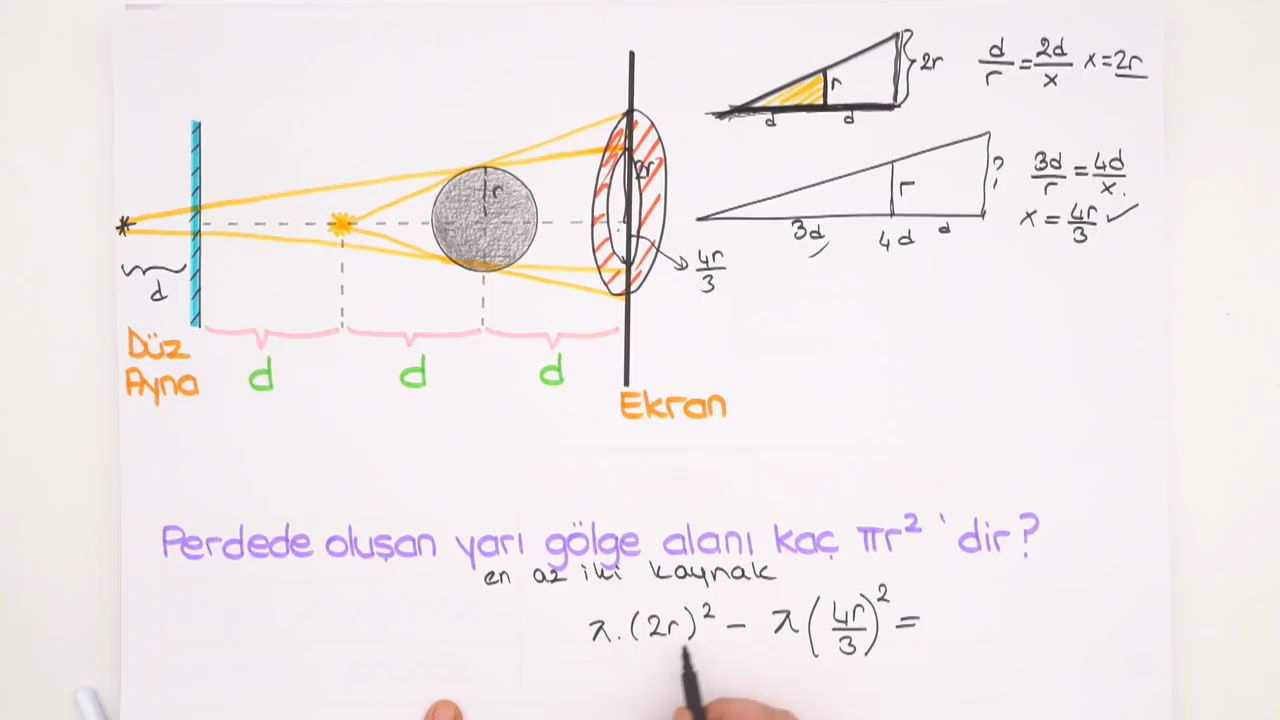 2r
d/r = 2d/x x = 2r
r
d d
3d/r = 4d/x
x = 4r/3 ✓
?
r
3d 4d d
2r
r
4r/3
d
Düz
Ayna
d d d
Ekran
Perdede oluşan yarı gölge alanı kaç πr² 'dir?
en az iki kaynak
π.(2r)² - π(4r/3)² =